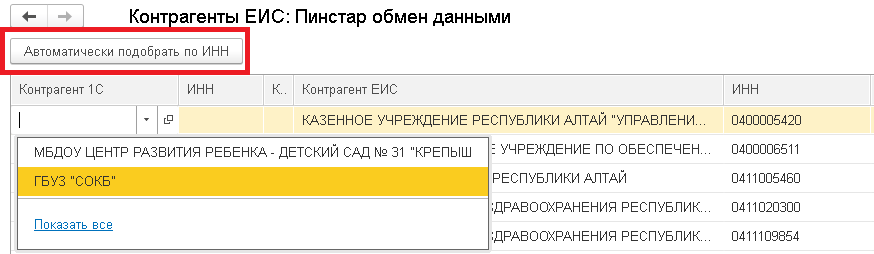 Контрагенты ЕИС: Пинстар обмен данными
Автоматически подобрать по ИНН
Контрагент 1С ИНН К.. Контрагент ЕИС ИНН
КАЗЕННОЕ УЧРЕЖДЕНИЕ РЕСПУБЛИКИ АЛТАЙ "УПРАВЛЕНИ... 0400005420
МБДОУ ЦЕНТР РАЗВИТИЯ РЕБЕНКА - ДЕТСКИЙ САД № 31 "КРЕПЫШ
УЧРЕЖДЕНИЕ ПО ОБЕСПЕЧЕН... 0400006511
ГБУЗ "СОКБ"
РЕСПУБЛИКИ АЛТАЙ 0411005460
ЗДРАВООХРАНЕНИЯ РЕСПУБЛИК... 0411020300
Показать все
ЗДРАВООХРАНЕНИЯ РЕСПУБЛИК... 0411109854